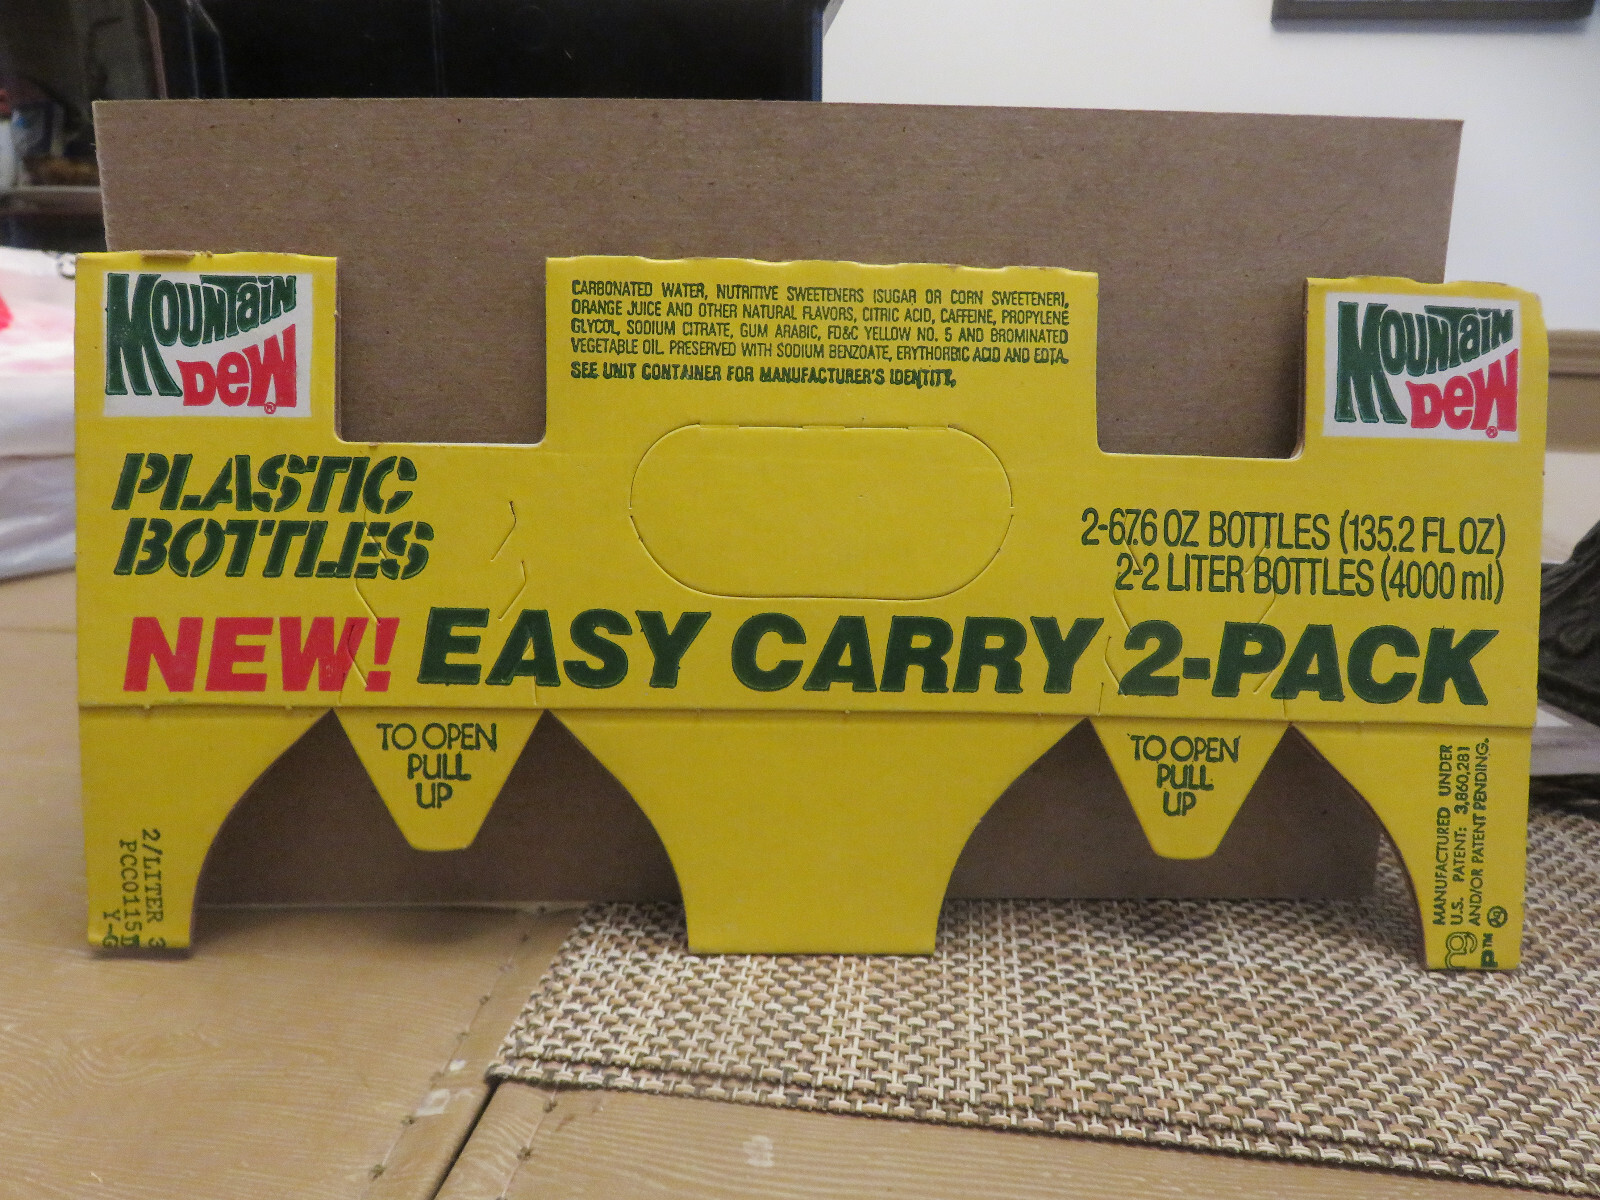 MOUNTAIN
DEW®
CARBONATED WATER, NUTRITIVE SWEETENERS (SUGAR OR CORN SWEETENER),
ORANGE JUICE AND OTHER NATURAL FLAVORS, CITRIC ACID, CAFFEINE, PROPYLENE
GLYCOL, SODIUM CITRATE, GUM ARABIC, FD&C YELLOW NO. 5 AND BROMINATED
VEGETABLE OIL. PRESERVED WITH SODIUM BENZOATE, ERYTHORBIC ACID AND EDTA.
SEE UNIT CONTAINER FOR MANUFACTURER'S IDENTITY.
MOUNTAIN
DEW®
PLASTIC
BOTTLES
2-67.6 OZ BOTTLES (135.2 FL OZ)
2-2 LITER BOTTLES (4000 ml)
NEW! EASY CARRY 2-PACK
TO OPEN
PULL
UP
TO OPEN
PULL
UP
2/LITER 3
PCC0115D
Y-G
MANUFACTURED UNDER
U.S. PATENT: 3,860,281
AND/OR PATENT PENDING.
P™